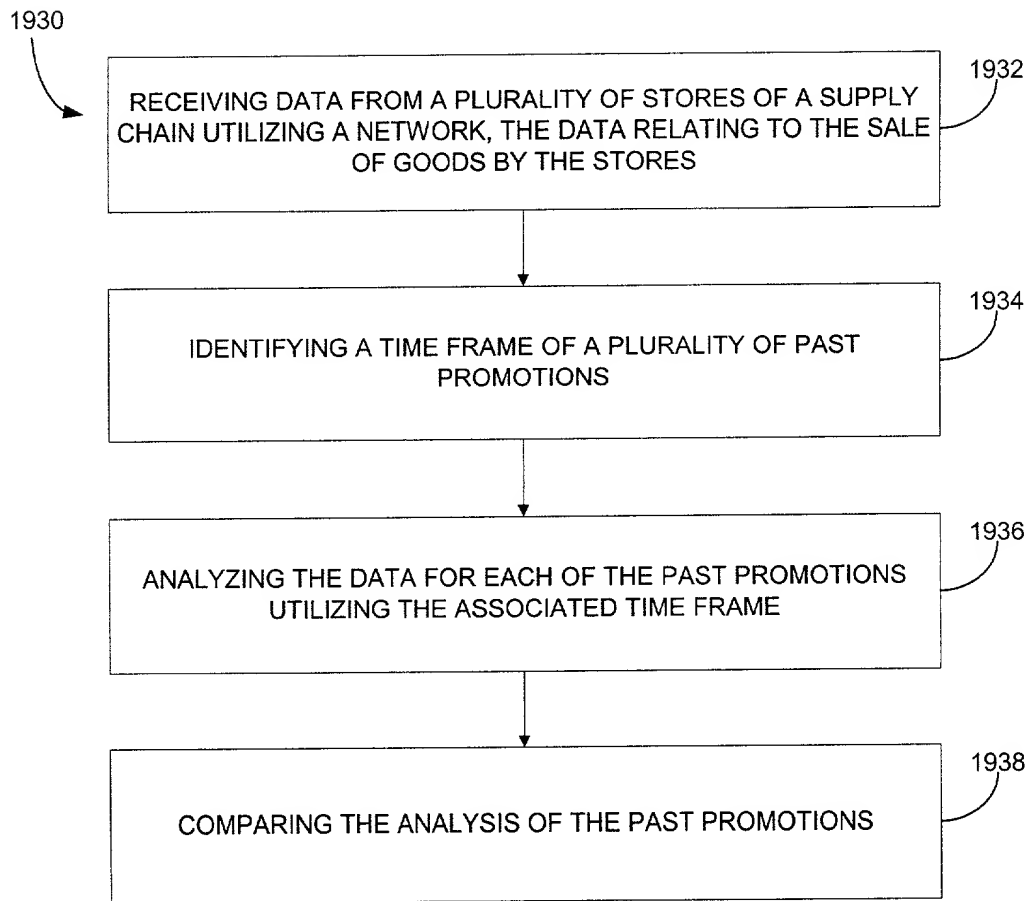 1930
1932
RECEIVING DATA FROM A PLURALITY OF STORES OF A SUPPLY
CHAIN UTILIZING A NETWORK, THE DATA RELATING TO THE SALE
OF GOODS BY THE STORES
1934
IDENTIFYING A TIME FRAME OF A PLURALITY OF PAST
PROMOTIONS
1936
ANALYZING THE DATA FOR EACH OF THE PAST PROMOTIONS
UTILIZING THE ASSOCIATED TIME FRAME
1938
COMPARING THE ANALYSIS OF THE PAST PROMOTIONS